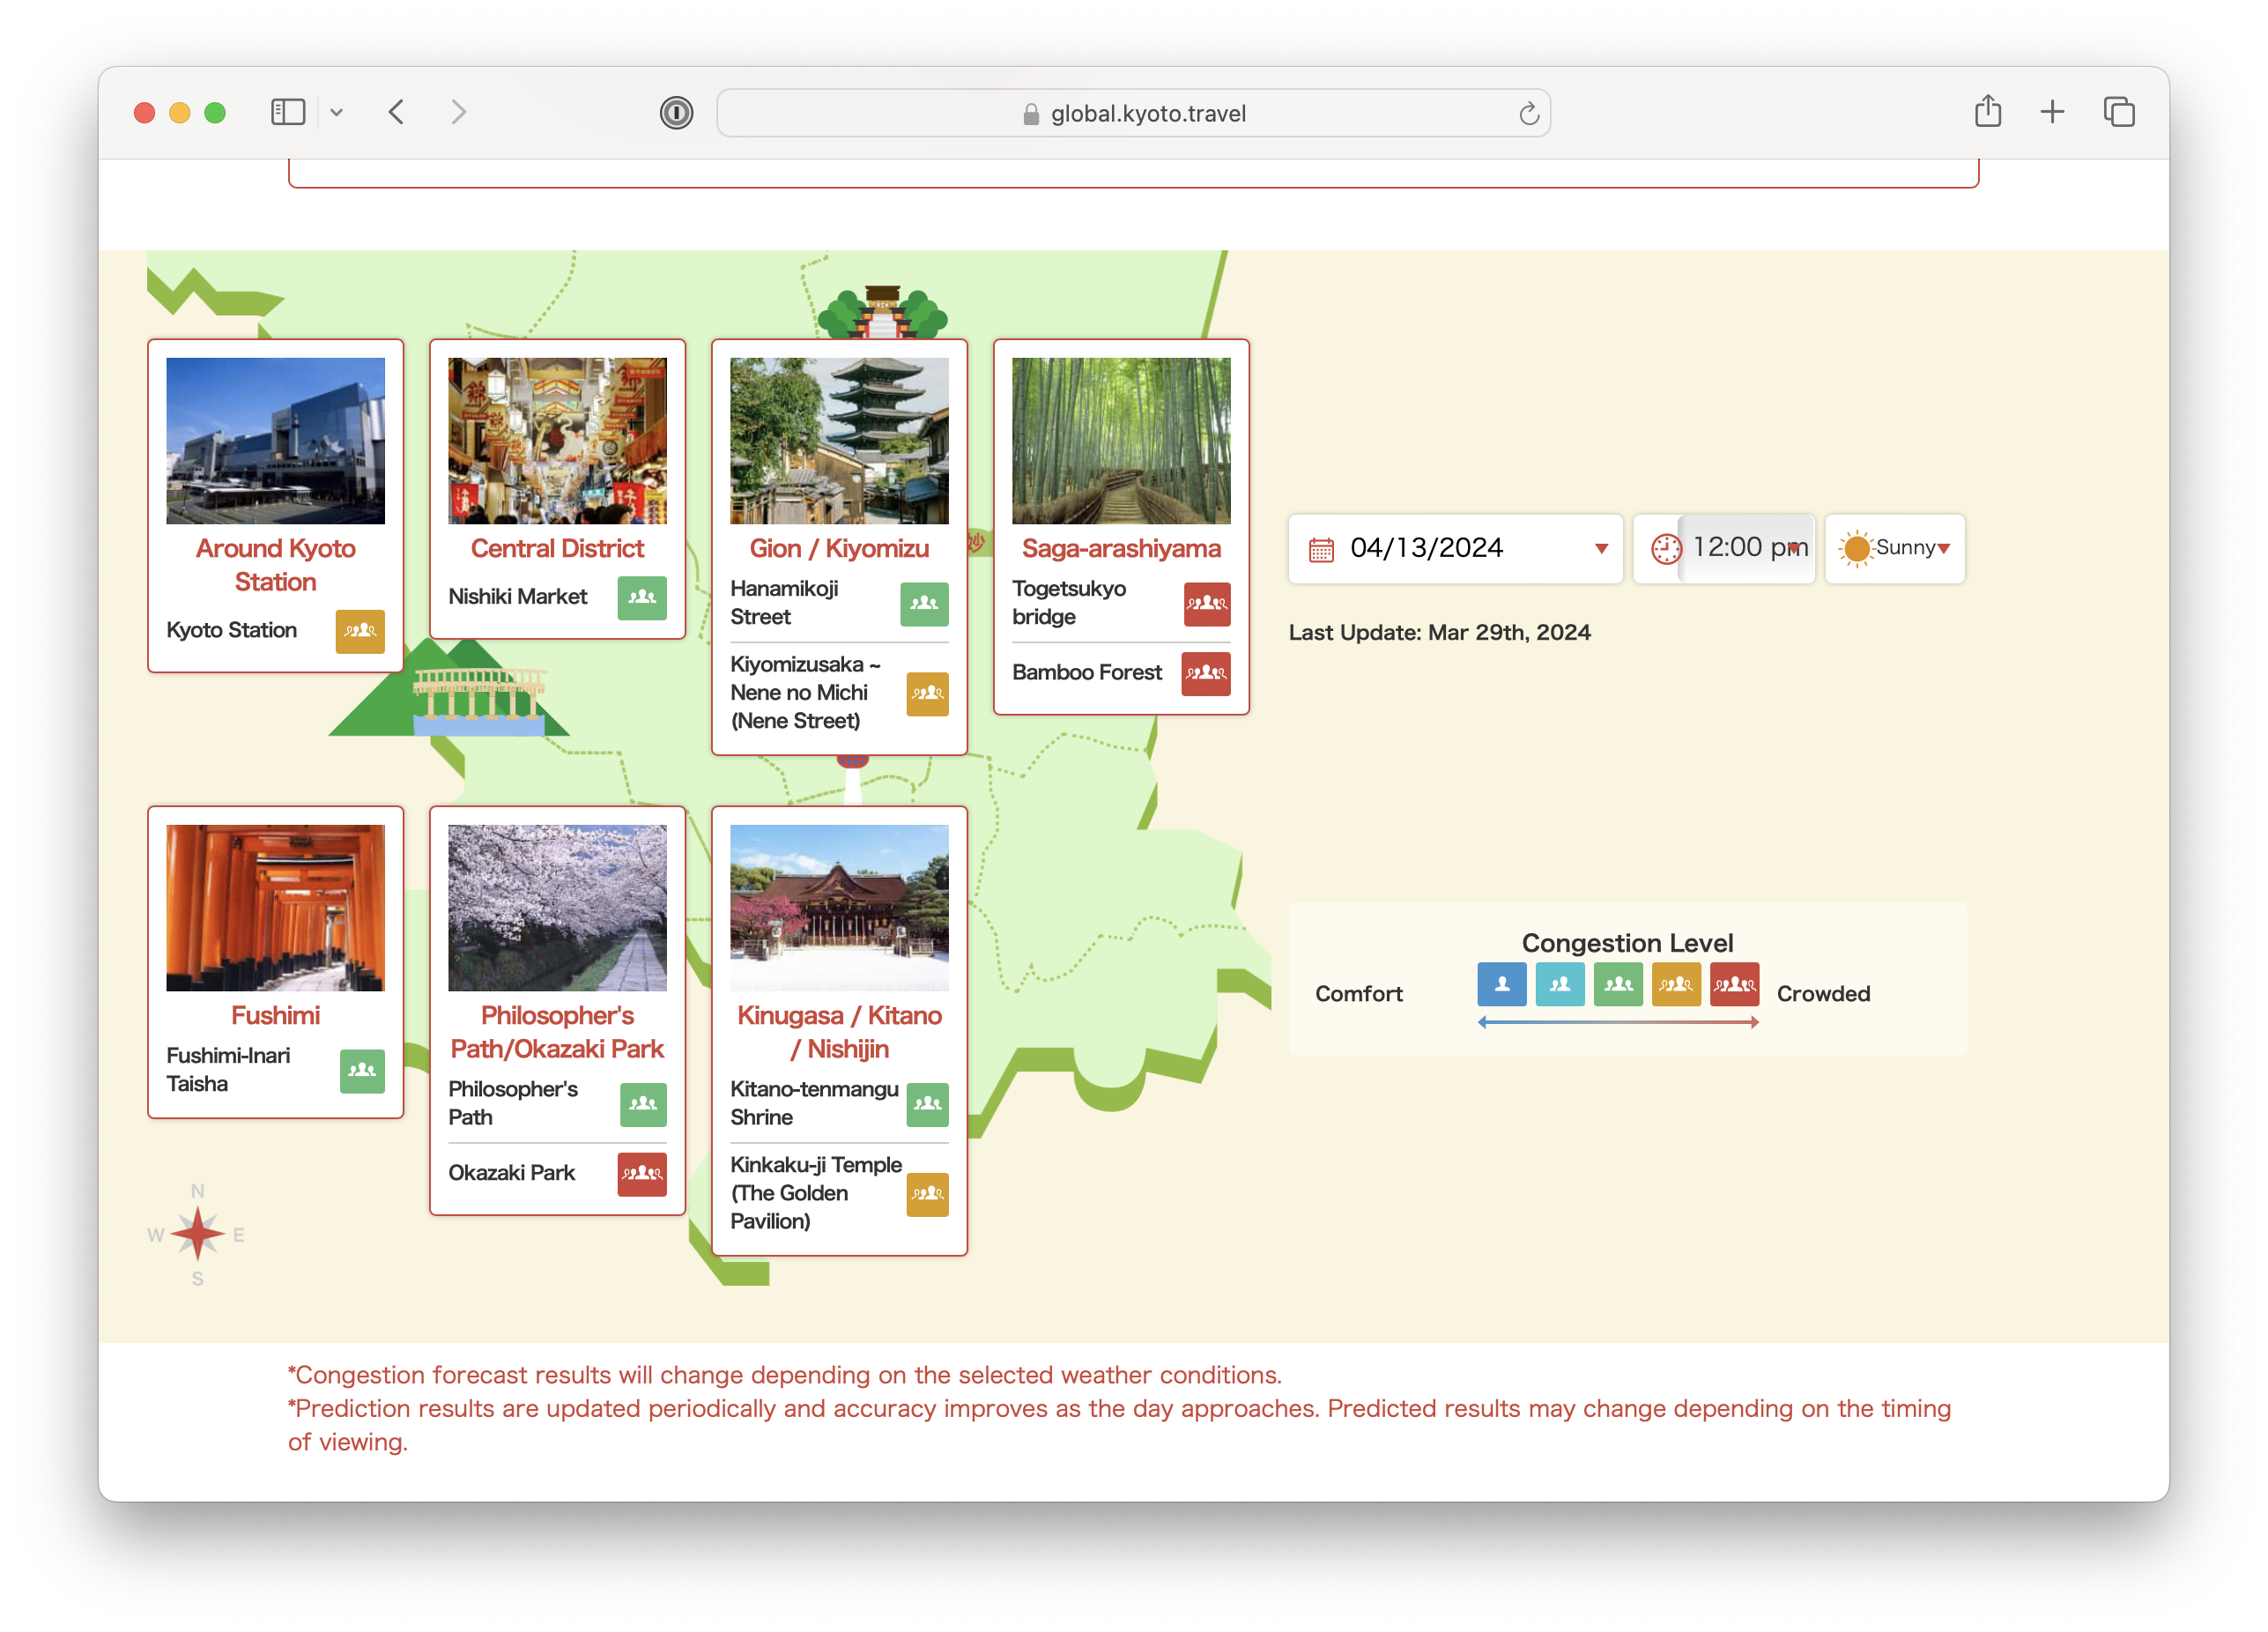 global.kyoto.travel
妙
Around Kyoto
Station
Kyoto Station
Central District
Nishiki Market
Gion / Kiyomizu
Hanamikoji
Street
Kiyomizusaka ~
Nene no Michi
(Nene Street)
Saga-arashiyama
Togetsukyo
bridge
Bamboo Forest
04/13/2024
12:00 pm
Sunny
Last Update: Mar 29th, 2024
Fushimi
Fushimi-Inari
Taisha
Philosopher's
Path/Okazaki Park
Philosopher's
Path
Okazaki Park
Kinugasa / Kitano
/ Nishijin
Kitano-tenmangu
Shrine
Kinkaku-ji Temple
(The Golden
Pavilion)
Congestion Level
Comfort
Crowded
N
W E
S
*Congestion forecast results will change depending on the selected weather conditions.
*Prediction results are updated periodically and accuracy improves as the day approaches. Predicted results may change depending on the timing
of viewing.